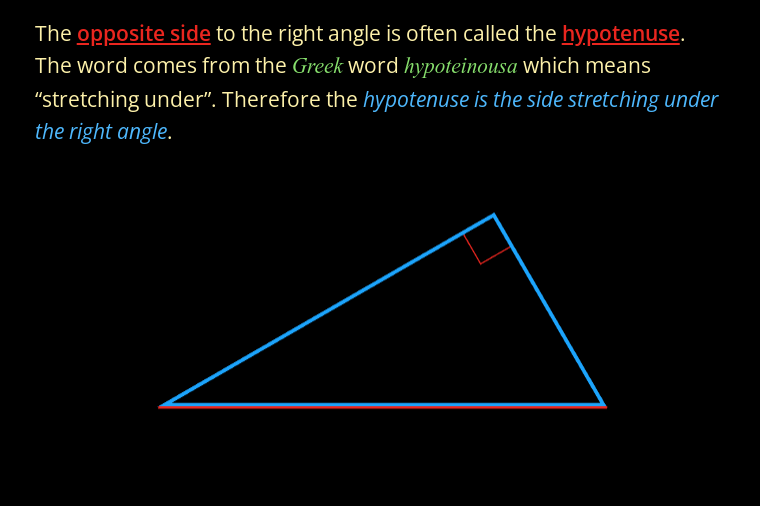 The opposite side to the right angle is often called the hypotenuse.
The word comes from the Greek word hypoteinousa which means
“stretching under”. Therefore the hypotenuse is the side stretching under
the right angle.